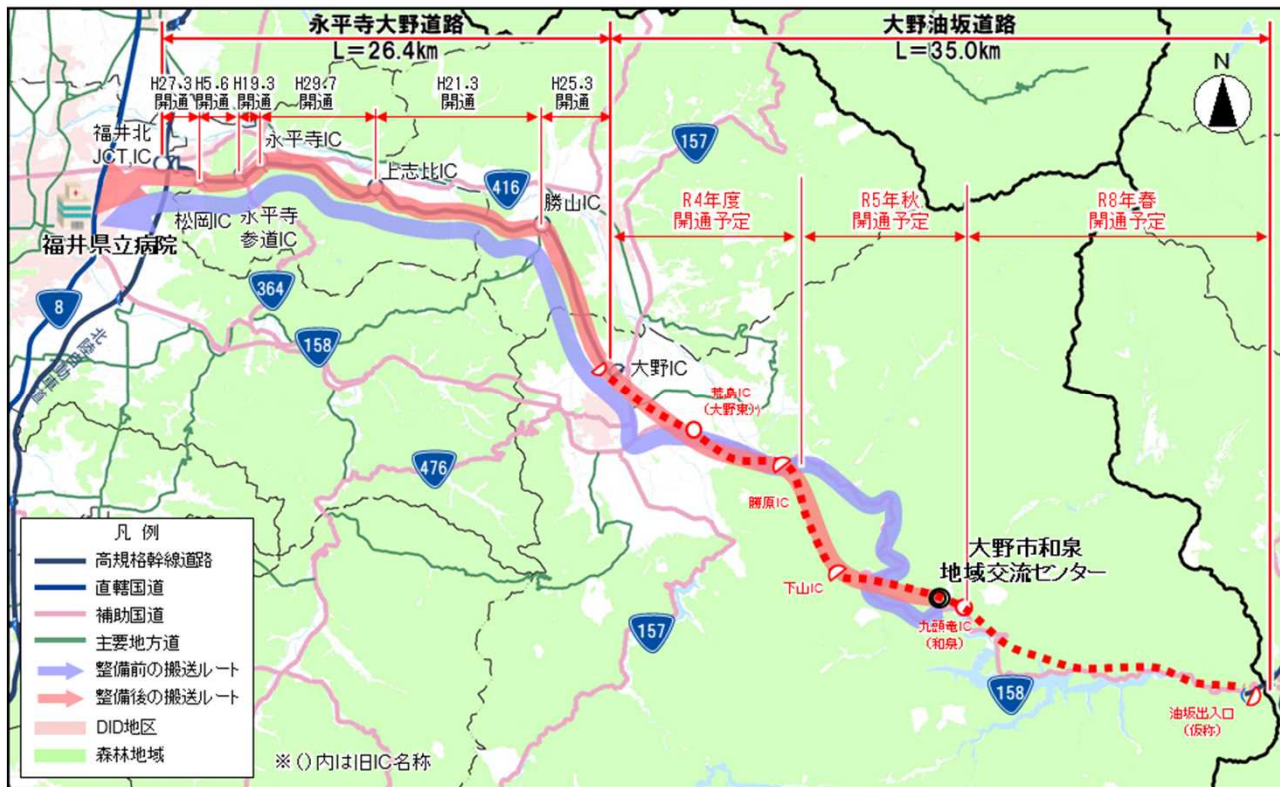 永平寺大野道路
L=26.4km
大野油坂道路
L=35.0km
H27.3
開通
H5.6
開通
H19.3
開通
H29.7
開通
H21.3
開通
H25.3
開通
N
福井北
JCT,IC
永平寺IC
上志比IC
416
157
勝山IC
R4年度
開通予定
R5年秋
開通予定
R8年春
開通予定
松岡IC
永平寺
参道IC
福井県立病院
364
8
158
北陸自動車道
大野IC
荒島IC
(大野東)
476
勝原IC
大野市和泉
地域交流センター
下山IC
九頭竜IC
(和泉)
157
158
油坂出入口
(仮称)
凡 例
高規格幹線道路
直轄国道
補助国道
主要地方道
整備前の搬送ルート
整備後の搬送ルート
DID地区
森林地域
※()内は旧IC名称